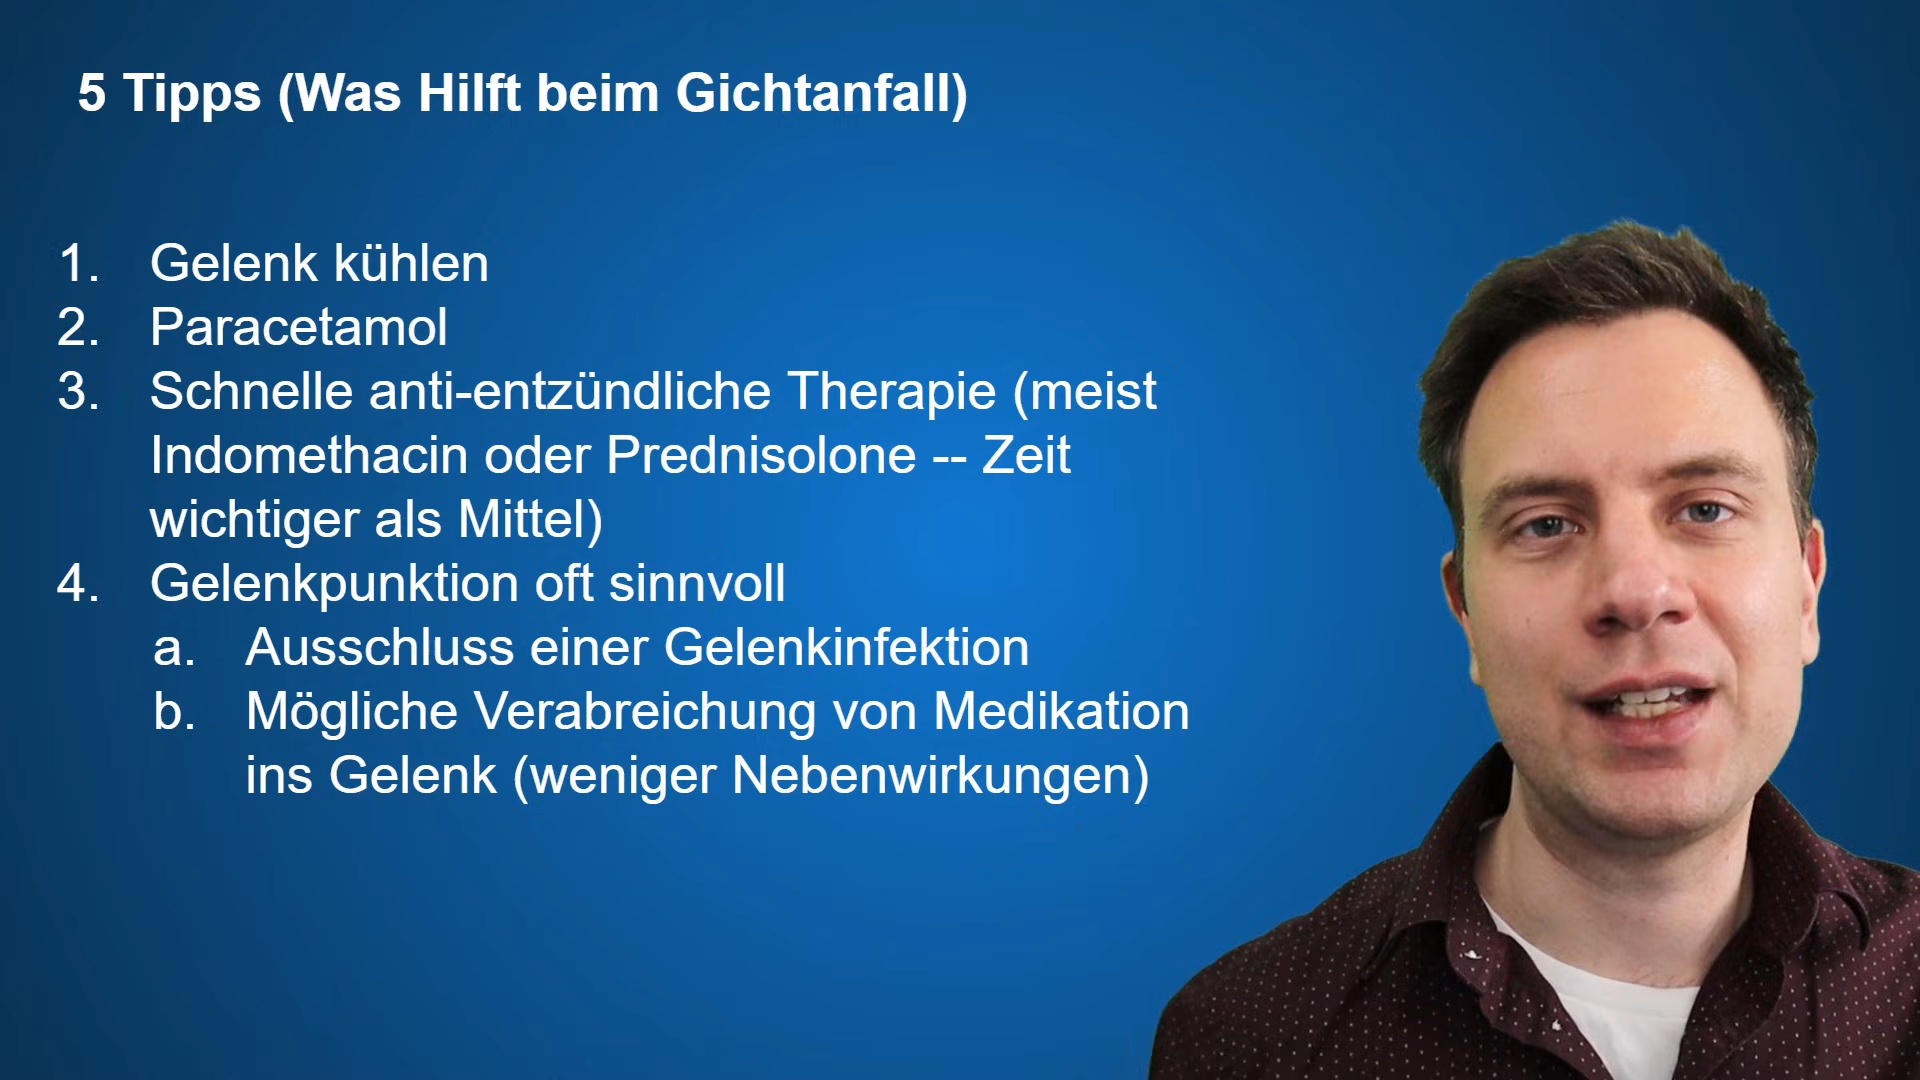 5 Tipps (Was Hilft beim Gichtanfall)
1. Gelenk kühlen
2. Paracetamol
3. Schnelle anti-entzündliche Therapie (meist
Indomethacin oder Prednisolone -- Zeit
wichtiger als Mittel)
4. Gelenkpunktion oft sinnvoll
a. Ausschluss einer Gelenkinfektion
b. Mögliche Verabreichung von Medikation
ins Gelenk (weniger Nebenwirkungen)